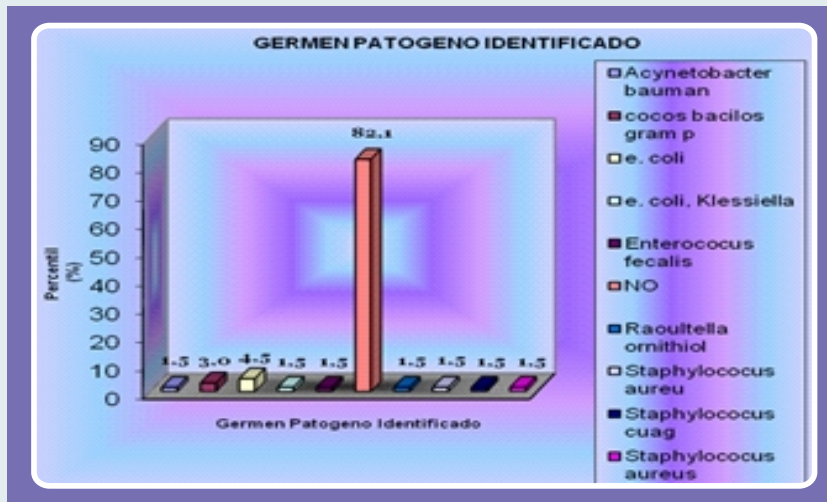 GERMEN PATOGENO IDENTIFICADO
90
80
70
60
50
40
30
20
10
0
Percentil
(%)
1.5 3.0 4.5 1.5 1.5 82.1 1.5 1.5 1.5 1.5
Germen Patogeno Identificado
Acynetobacter
bauman
cocos bacilos
gram p
e. coli
e. coli, Klessiella
Enterococus
fecalis
NO
Raoultella
ornithiol
Staphylococus
aureu
Staphylococus
cuag
Staphylococus
aureus